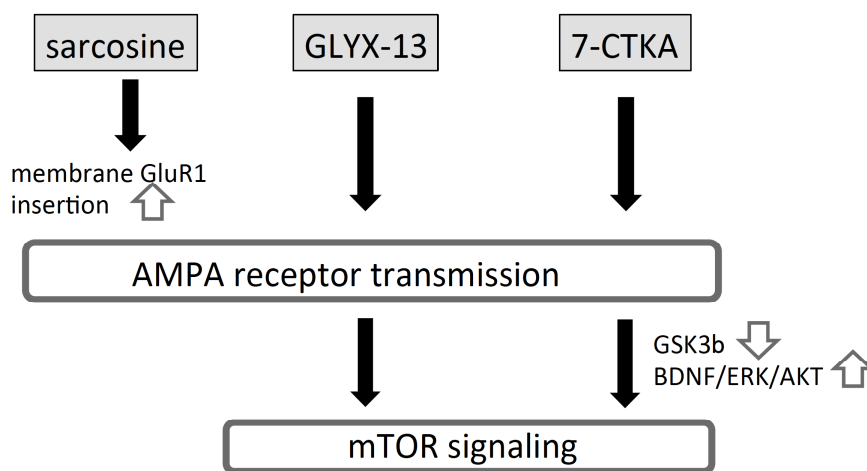 sarcosine
GLYX-13
7-CTKA
membrane GluR1
insertion
AMPA receptor transmission
GSK3b
BDNF/ERK/AKT
mTOR signaling